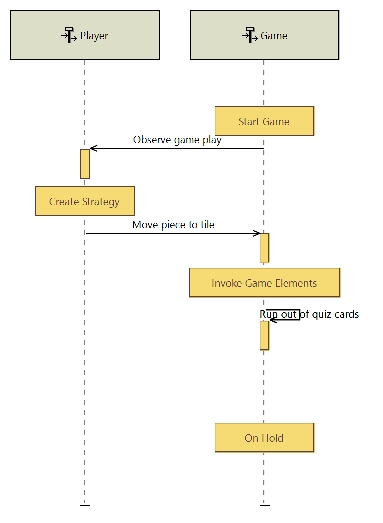 Player
Game
Start Game
Observe game play
Create Strategy
Move piece to tile
Invoke Game Elements
Run out of quiz cards
On Hold